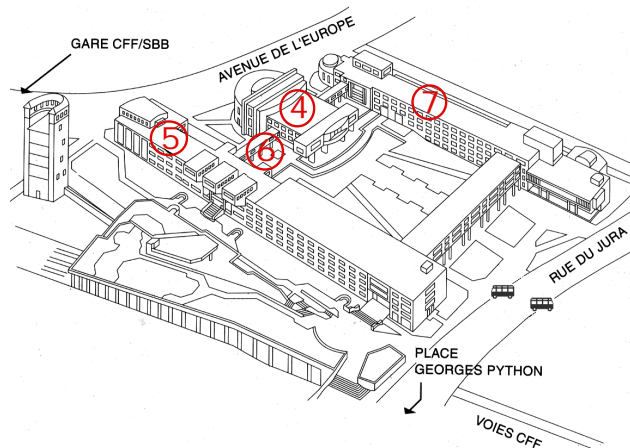 GARE CFF/SBB
AVENUE DE L'EUROPE
4
7
5
6
RUE DU JURA
PLACE
GEORGES PYTHON
VOIES CFF